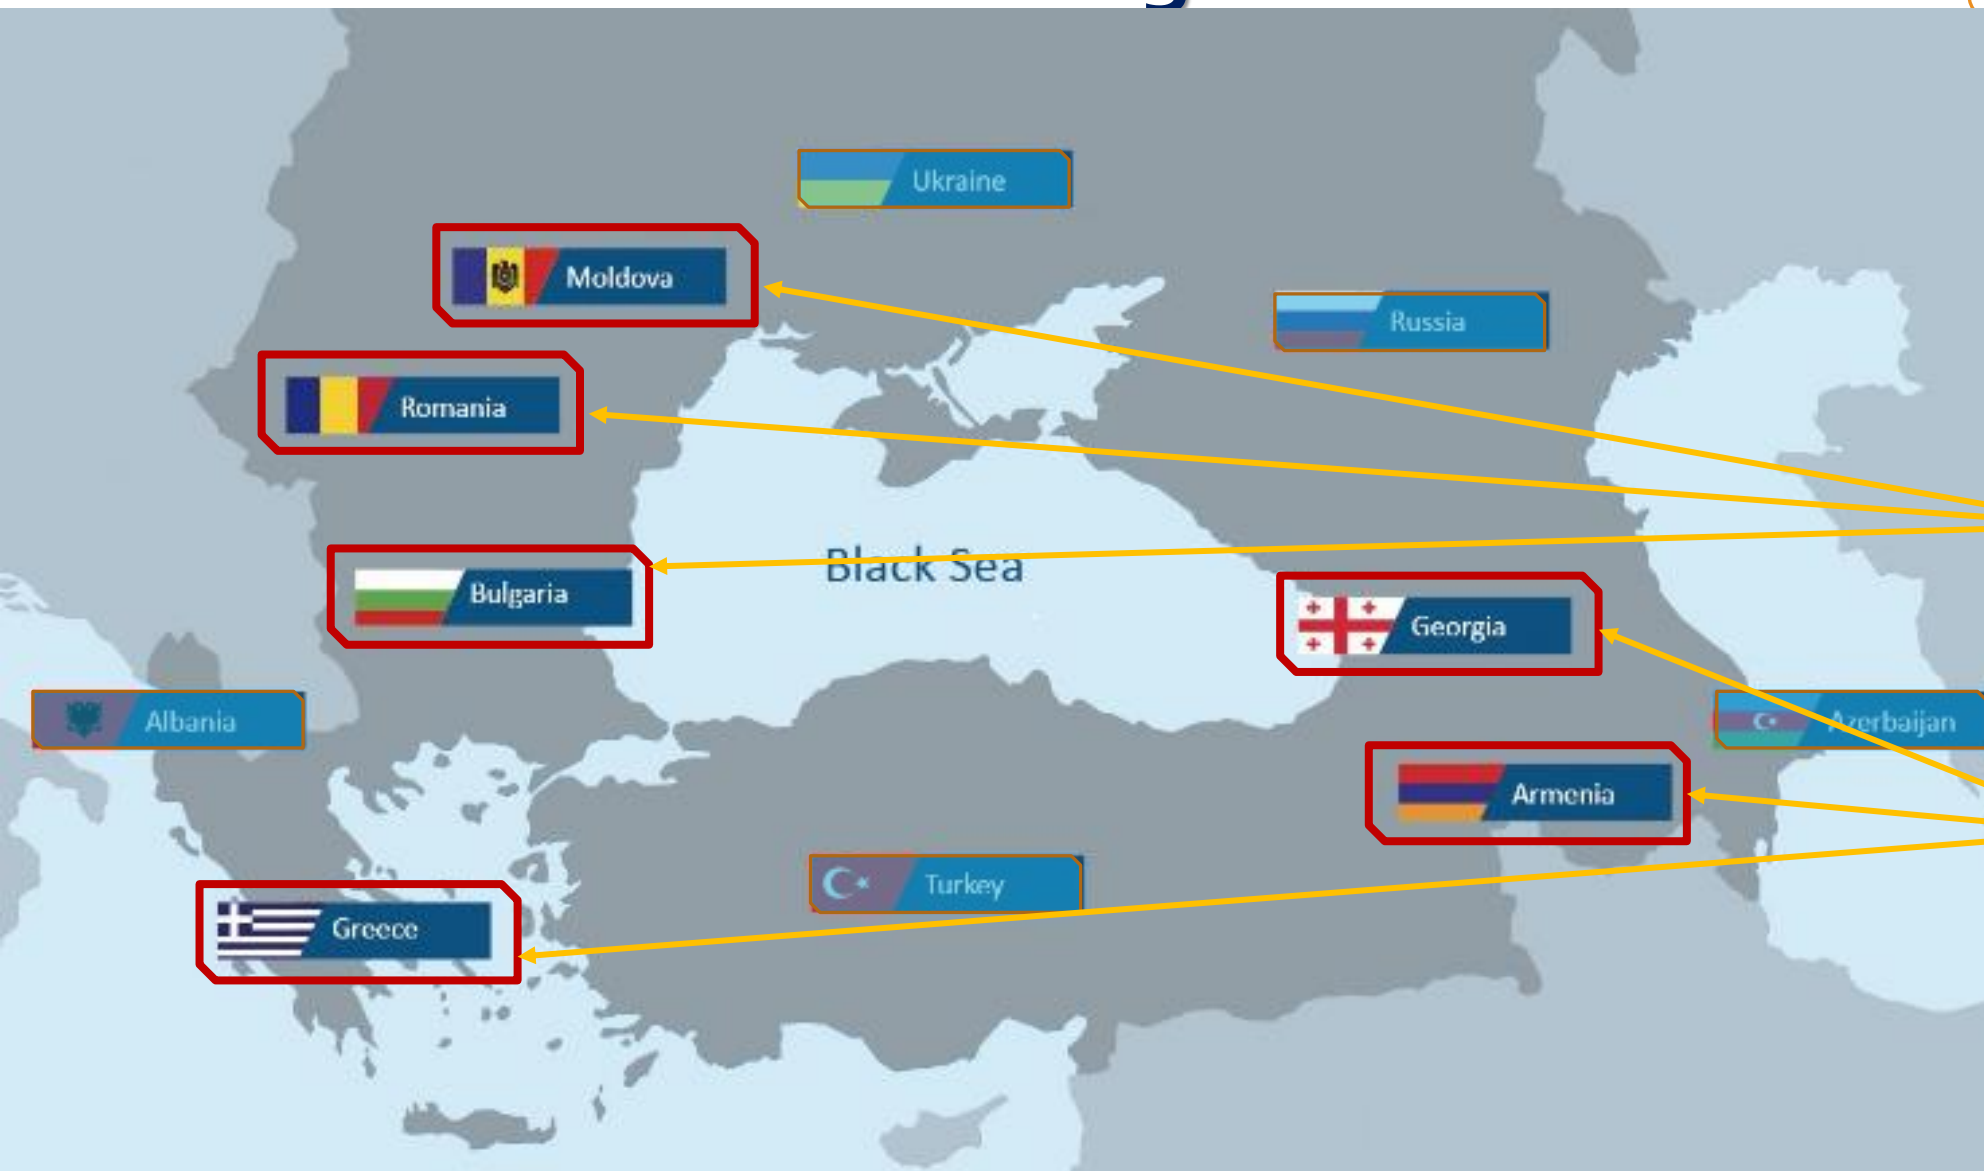 Ukraine
Moldova
Russia
Romania
Black Sea
Bulgaria
Georgia
Albania
Azerbaijan
Armenia
Turkey
Greece